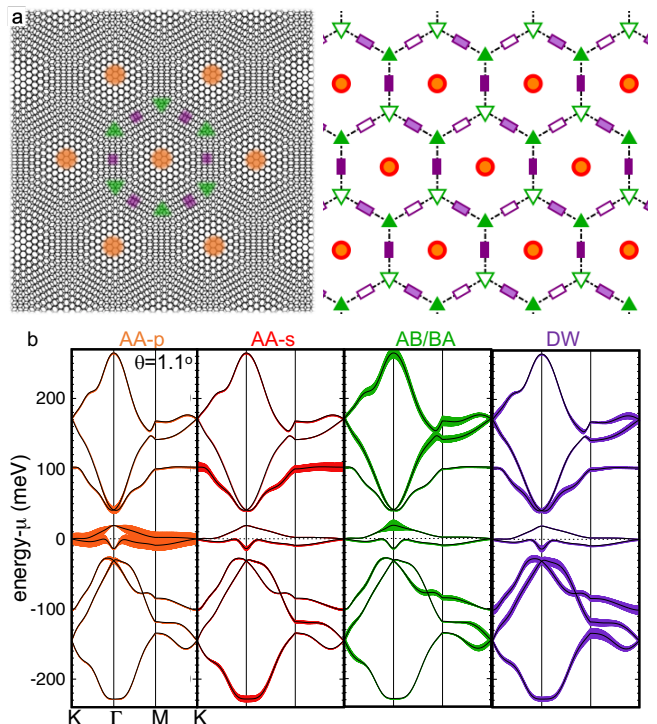 a
b
AA-p AA-s AB/BA DW
θ=1.1°
200
100
0
-100
-200
energy-μ (meV)
K Γ M K